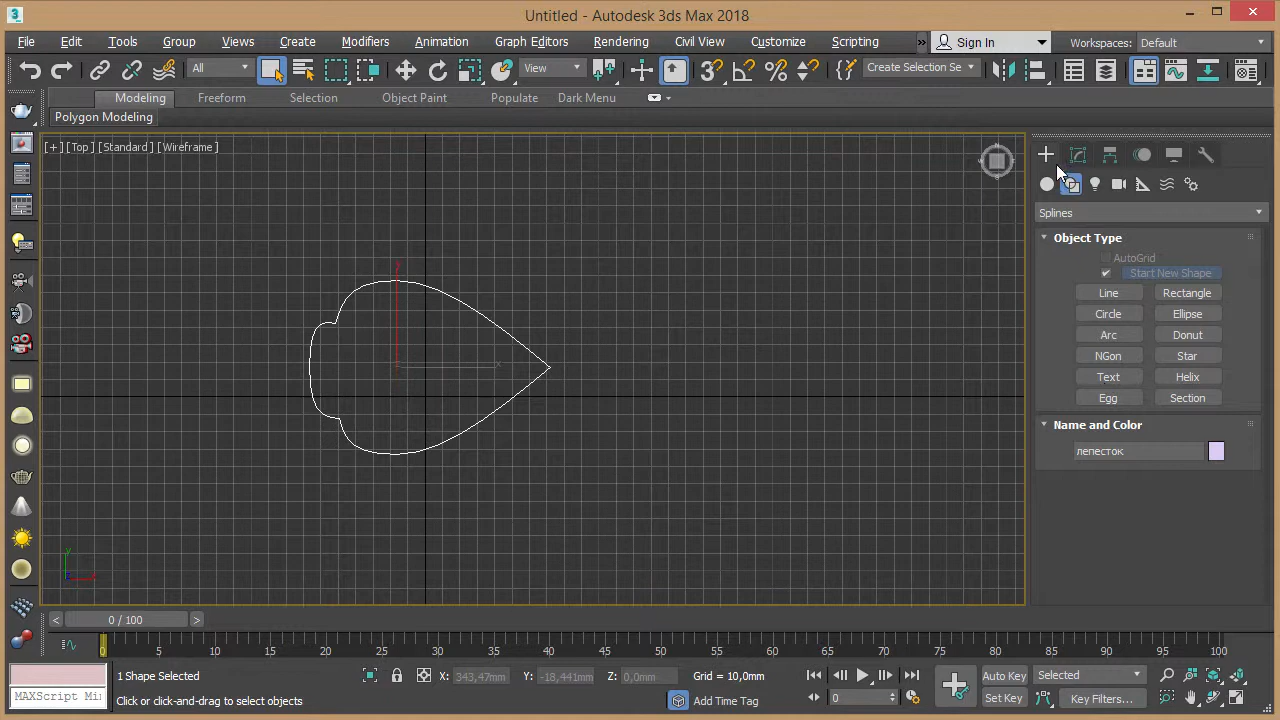 Untitled - Autodesk 3ds Max 2018
File Edit Tools Group Views Create Modifiers Animation Graph Editors Rendering Civil View Customize Scripting » Sign In Workspaces: Default
All View 3 Create Selection Se
Modeling Freeform Selection Object Paint Populate Dark Menu
Polygon Modeling
[+] [Top] [Standard] [Wireframe]
Splines
Object Type
AutoGrid
Start New Shape
Line Rectangle
Circle Ellipse
Arc Donut
NGon Star
Text Helix
Egg Section
Name and Color
лепесток
y
x
y
< 0 / 100 >
0 5 10 15 20 25 30 35 40 45 50 55 60 65 70 75 80 85 90 95 100
1 Shape Selected X: 343,47mm Y: -18,441mm Z: 0,0mm Grid = 10,0mm Auto Key Selected
MAXScript Mi Click or click-and-drag to select objects Add Time Tag 0 Set Key Key Filters...